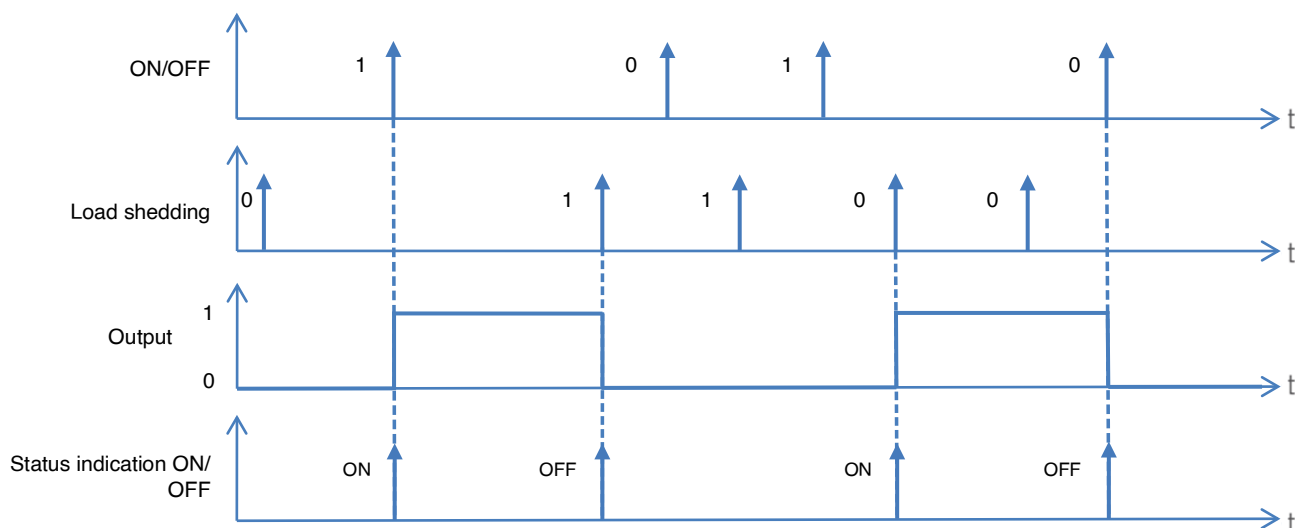 ON/OFF 1 0 1 0 t
Load shedding 0 1 1 0 0 t
1
Output
0 t
Status indication ON/ ON OFF ON OFF
OFF
t